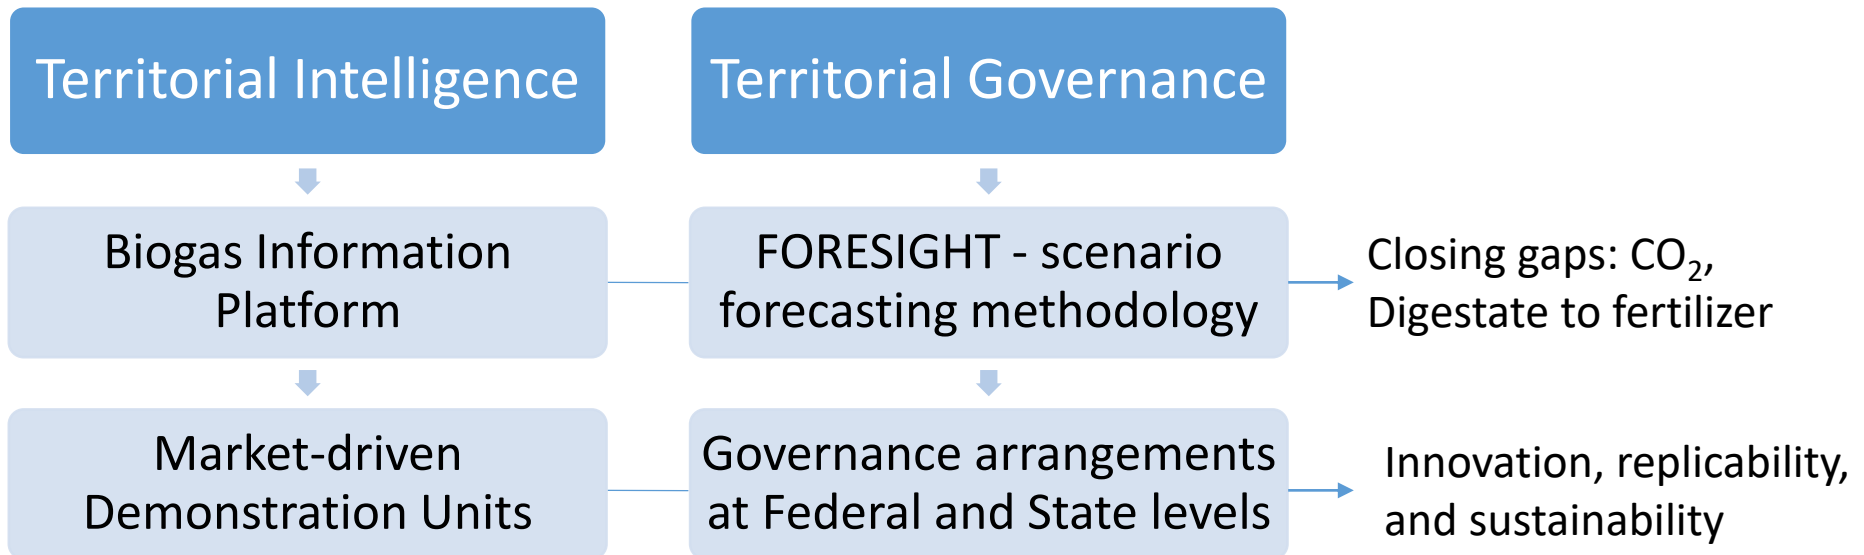 Territorial Intelligence
Territorial Governance
Biogas Information
Platform
FORESIGHT - scenario
forecasting methodology
Closing gaps: CO₂,
Digestate to fertilizer
Market-driven
Demonstration Units
Governance arrangements
at Federal and State levels
Innovation, replicability,
and sustainability